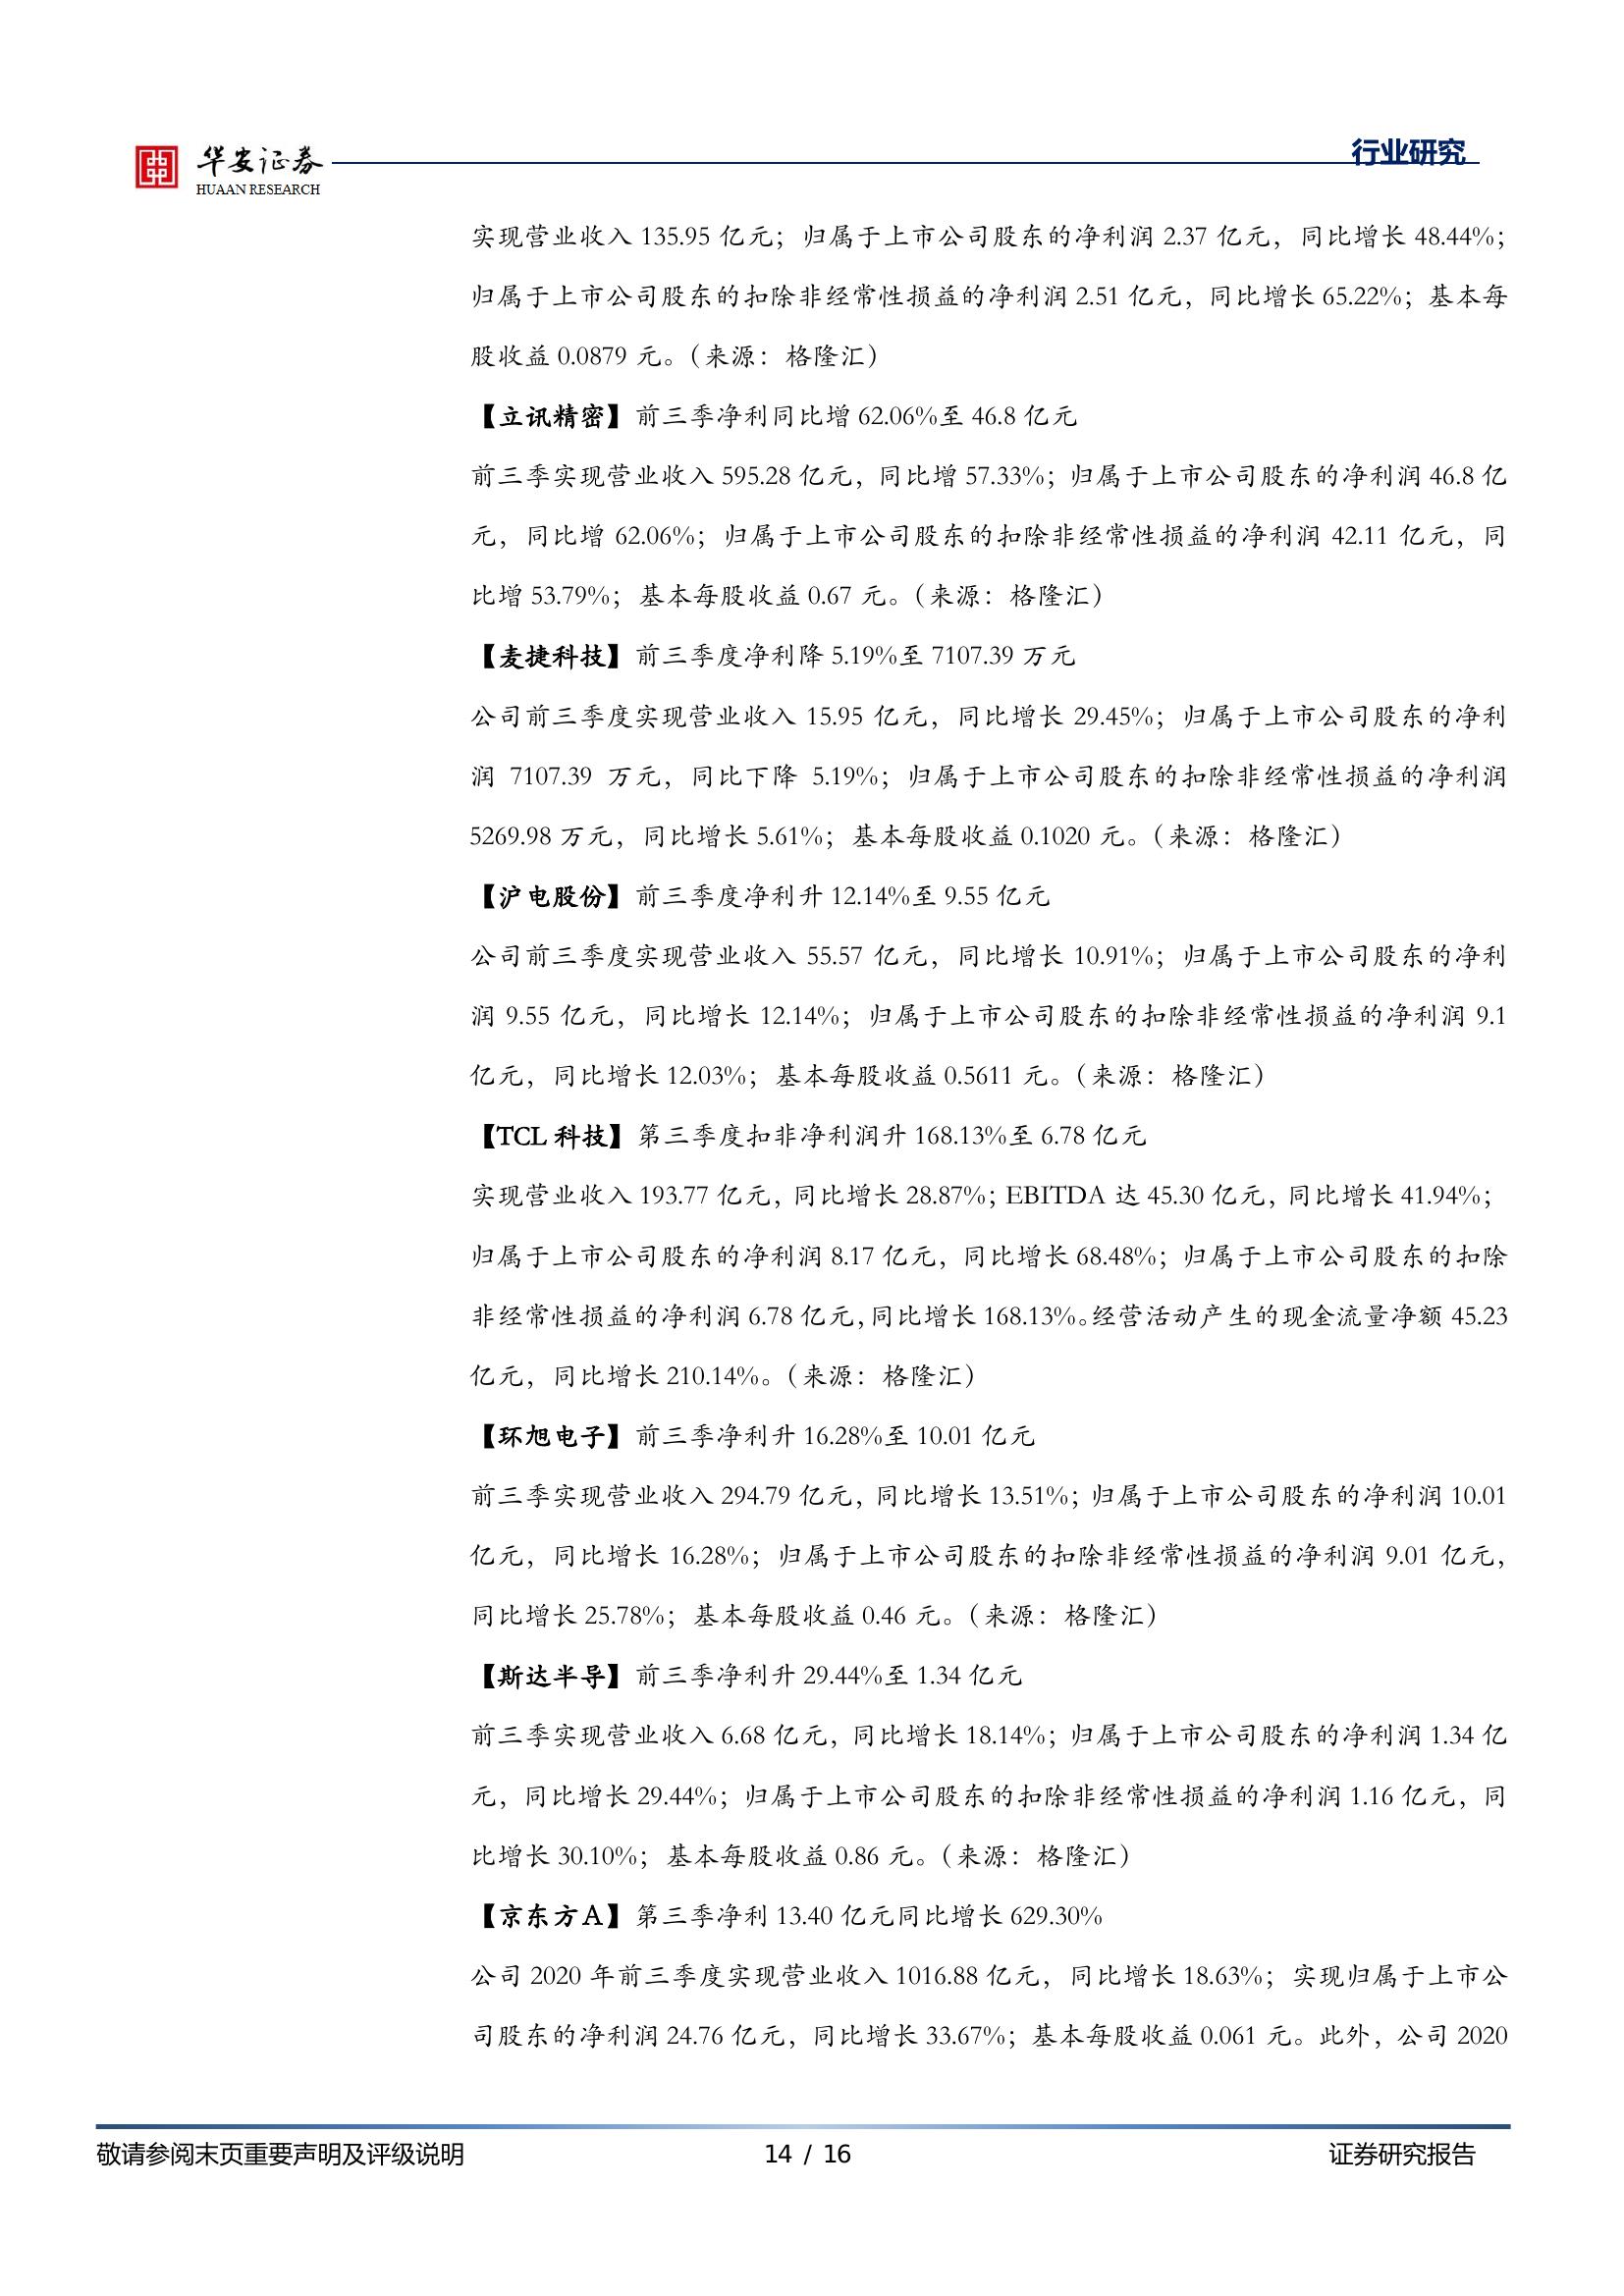 华安证券
HUAAN RESEARCH
行业研究
实现营业收入 135.95 亿元；归属于上市公司股东的净利润 2.37 亿元，同比增长 48.44%；
归属于上市公司股东的扣除非经常性损益的净利润 2.51 亿元，同比增长 65.22%；基本每
股收益 0.0879 元。（来源：格隆汇）
【立讯精密】前三季净利同比增 62.06%至 46.8 亿元
前三季实现营业收入 595.28 亿元，同比增 57.33%；归属于上市公司股东的净利润 46.8 亿
元，同比增 62.06%；归属于上市公司股东的扣除非经常性损益的净利润 42.11 亿元，同
比增 53.79%；基本每股收益 0.67 元。（来源：格隆汇）
【麦捷科技】前三季度净利降 5.19%至 7107.39 万元
公司前三季度实现营业收入 15.95 亿元，同比增长 29.45%；归属于上市公司股东的净利
润 7107.39 万元，同比下降 5.19%；归属于上市公司股东的扣除非经常性损益的净利润
5269.98 万元，同比增长 5.61%；基本每股收益 0.1020 元。（来源：格隆汇）
【沪电股份】前三季度净利升 12.14%至 9.55 亿元
公司前三季度实现营业收入 55.57 亿元，同比增长 10.91%；归属于上市公司股东的净利
润 9.55 亿元，同比增长 12.14%；归属于上市公司股东的扣除非经常性损益的净利润 9.1
亿元，同比增长 12.03%；基本每股收益 0.5611 元。（来源：格隆汇）
【TCL 科技】第三季度扣非净利润升 168.13%至 6.78 亿元
实现营业收入 193.77 亿元，同比增长 28.87%；EBITDA 达 45.30 亿元，同比增长 41.94%；
归属于上市公司股东的净利润 8.17 亿元，同比增长 68.48%；归属于上市公司股东的扣除
非经常性损益的净利润 6.78 亿元，同比增长 168.13%。经营活动产生的现金流量净额 45.23
亿元，同比增长 210.14%。（来源：格隆汇）
【环旭电子】前三季净利升 16.28%至 10.01 亿元
前三季实现营业收入 294.79 亿元，同比增长 13.51%；归属于上市公司股东的净利润 10.01
亿元，同比增长 16.28%；归属于上市公司股东的扣除非经常性损益的净利润 9.01 亿元，
同比增长 25.78%；基本每股收益 0.46 元。（来源：格隆汇）
【斯达半导】前三季净利升 29.44%至 1.34 亿元
前三季实现营业收入 6.68 亿元，同比增长 18.14%；归属于上市公司股东的净利润 1.34 亿
元，同比增长 29.44%；归属于上市公司股东的扣除非经常性损益的净利润 1.16 亿元，同
比增长 30.10%；基本每股收益 0.86 元。（来源：格隆汇）
【京东方Ａ】第三季净利 13.40 亿元同比增长 629.30%
公司 2020 年前三季度实现营业收入 1016.88 亿元，同比增长 18.63%；实现归属于上市公
司股东的净利润 24.76 亿元，同比增长 33.67%；基本每股收益 0.061 元。此外，公司 2020
敬请参阅末页重要声明及评级说明
14 / 16
证券研究报告